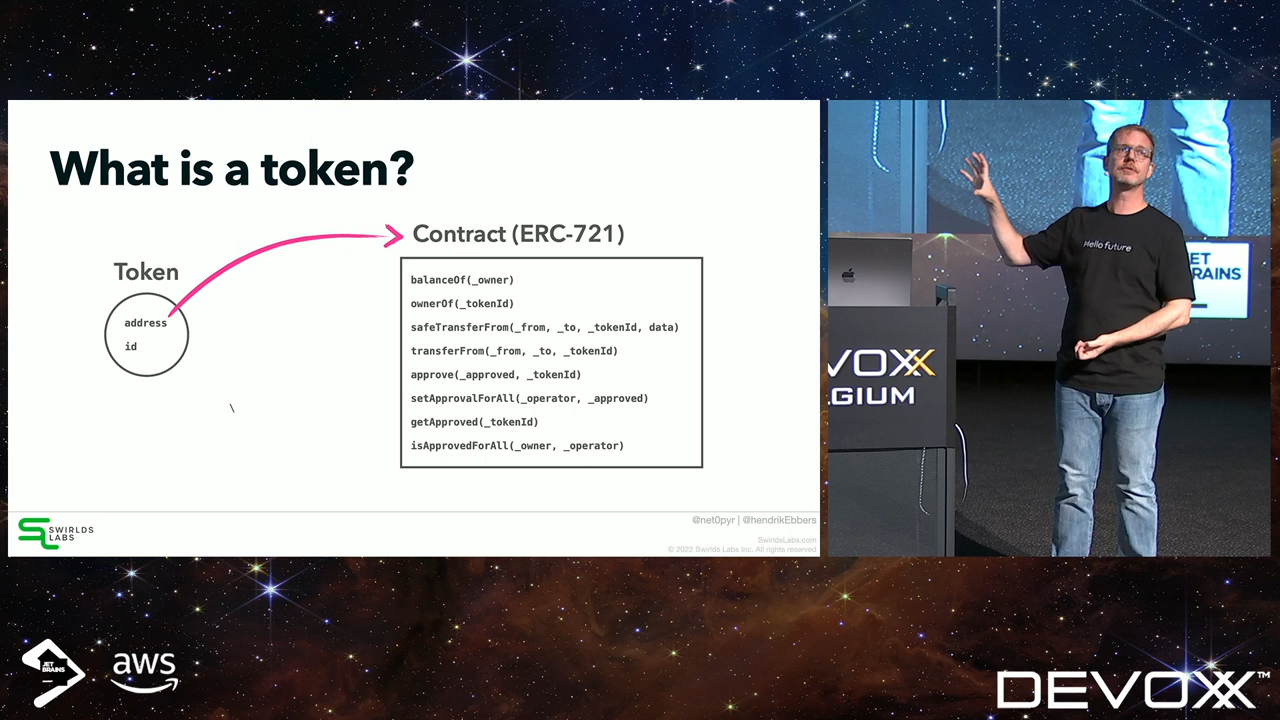 What is a token?
Contract (ERC-721)
Token
address
id
balanceOf(_owner)
ownerOf(_tokenId)
safeTransferFrom(_from, _to, _tokenId, data)
transferFrom(_from, _to, _tokenId)
approve(_approved, _tokenId)
setApprovalForAll(_operator, _approved)
getApproved(_tokenId)
isApprovedForAll(_owner, _operator)
\
SWIRLDS
LABS
@net0pyr | @hendrikEbbers
SwirldsLabs.com
© 2022 Swirlds Labs Inc. All rights reserved
Hello future
ET
BRAINS
VOXX
GIUM
JET
BRAINS
aws
DEVOXX™